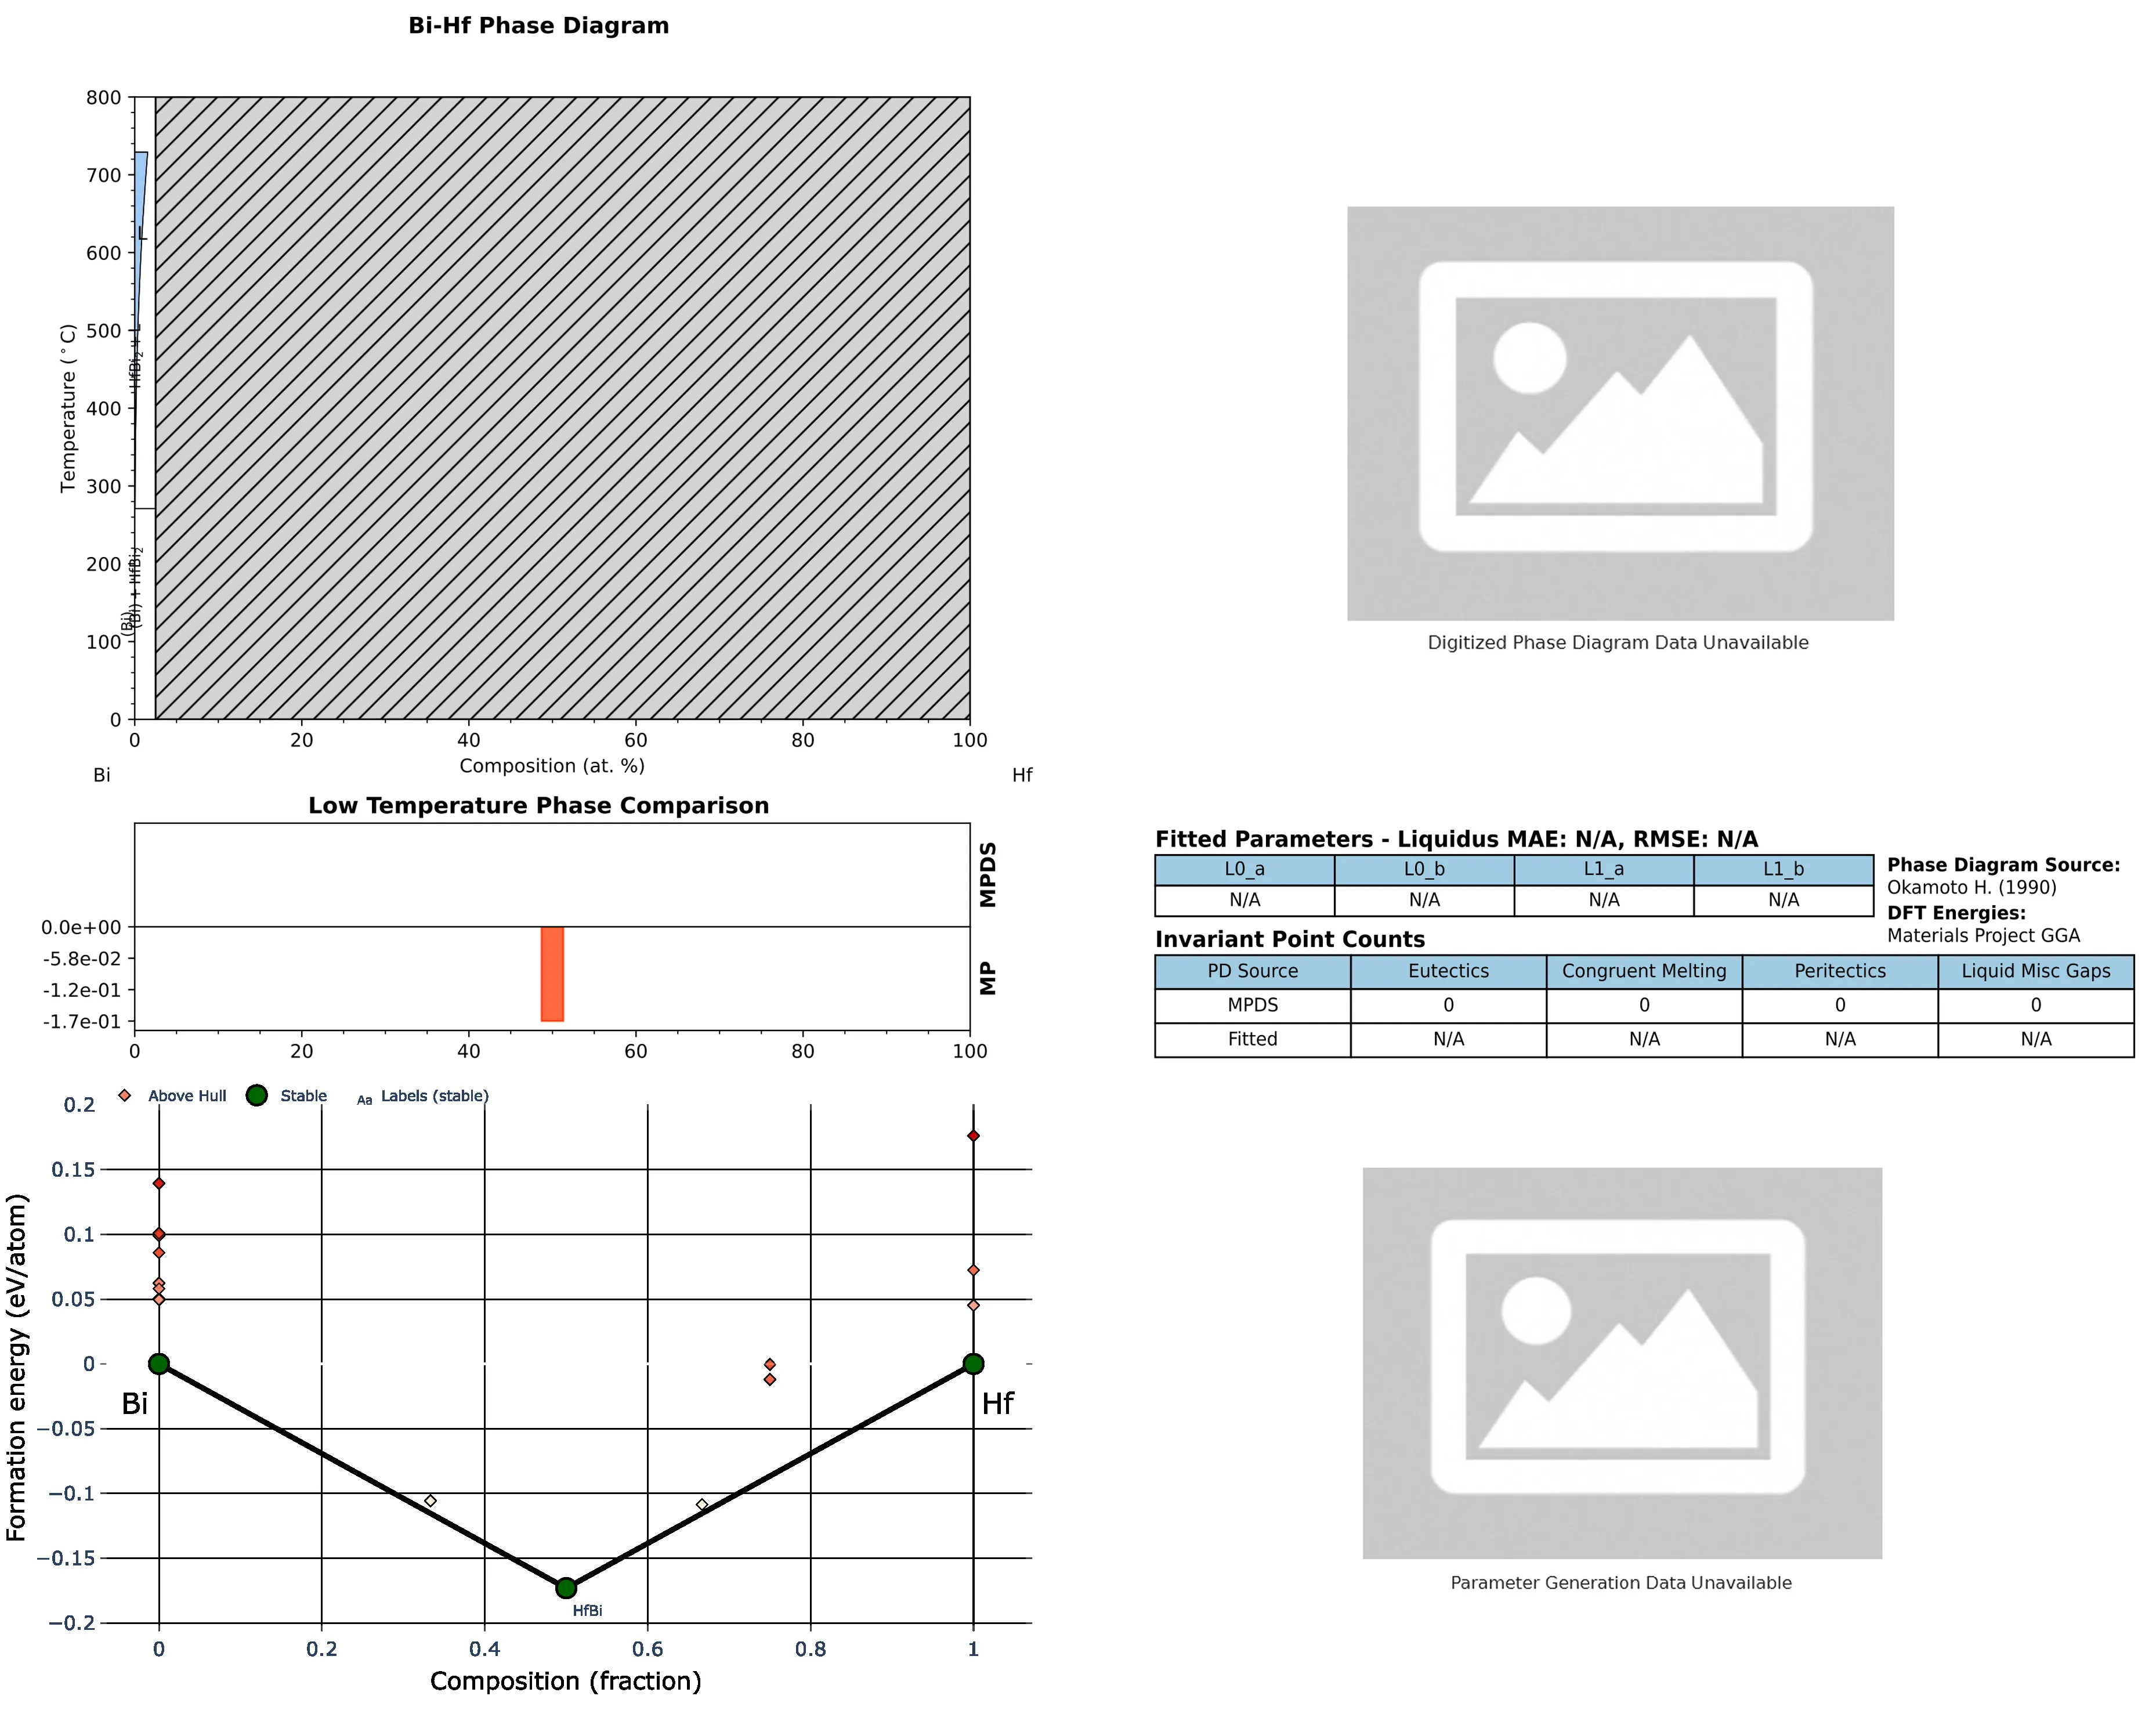 Bi-Hf Phase Diagram
800
700
600
500
400
300
200
100
0
Temperature (°C)
L
HfBi2 + L
(Bi) + HfBi2
(Bi)
0 20 40 60 80 100
Composition (at. %)
Bi
Hf
Digitized Phase Diagram Data Unavailable
Low Temperature Phase Comparison
MPDS
MP
0.0e+00
-5.8e-02
-1.2e-01
-1.7e-01
0 20 40 60 80 100
Fitted Parameters - Liquidus MAE: N/A, RMSE: N/A
L0_a L0_b L1_a L1_b
N/A N/A N/A N/A
Phase Diagram Source:
Okamoto H. (1990)
DFT Energies:
Materials Project GGA
Invariant Point Counts
PD Source Eutectics Congruent Melting Peritectics Liquid Misc Gaps
MPDS 0 0 0 0
Fitted N/A N/A N/A N/A
Above Hull Stable Aa Labels (stable)
0.2
0.15
0.1
0.05
0
−0.05
−0.1
−0.15
−0.2
Formation energy (eV/atom)
Bi
Hf
HfBi
0 0.2 0.4 0.6 0.8 1
Composition (fraction)
Parameter Generation Data Unavailable